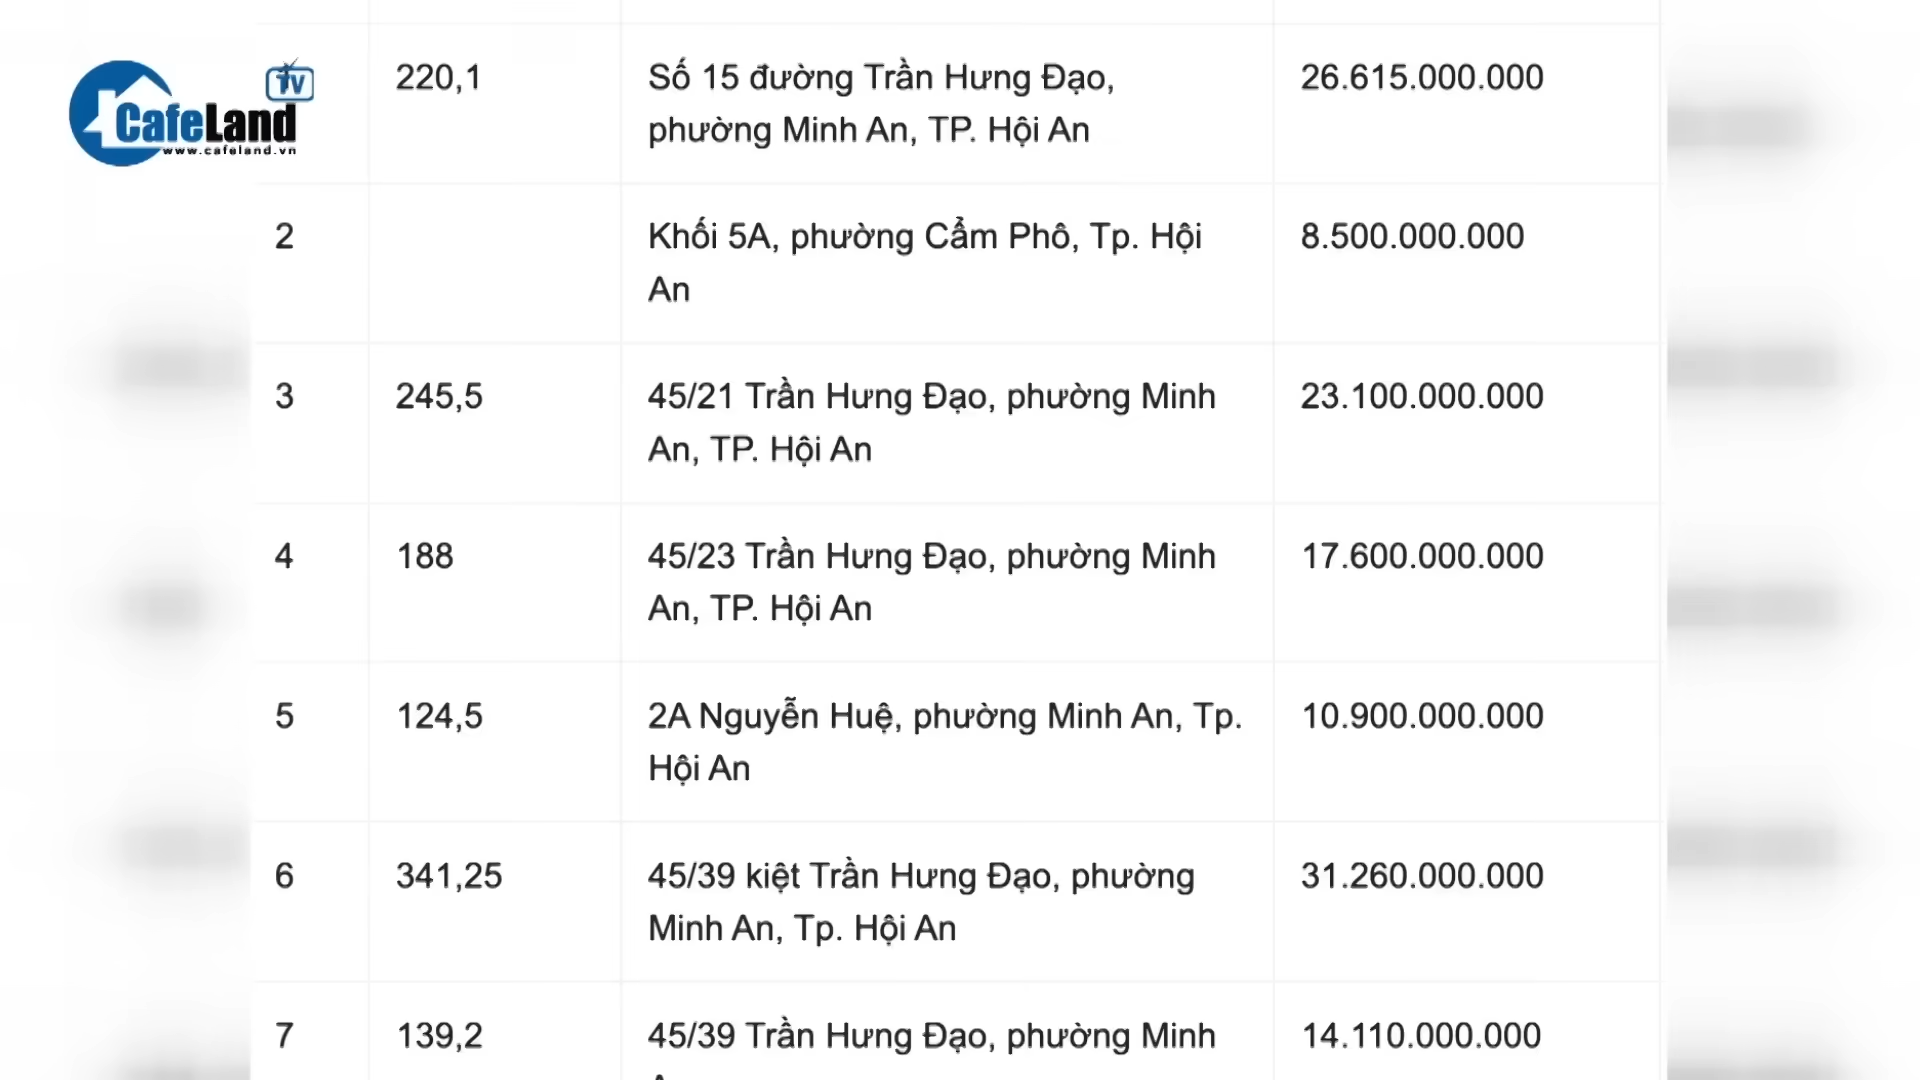 TV
CafeLand
www.cafeland.vn
220,1
Số 15 đường Trần Hưng Đạo,
phường Minh An, TP. Hội An
26.615.000.000
2
Khối 5A, phường Cẩm Phô, Tp. Hội
An
8.500.000.000
3
245,5
45/21 Trần Hưng Đạo, phường Minh
An, TP. Hội An
23.100.000.000
4
188
45/23 Trần Hưng Đạo, phường Minh
An, TP. Hội An
17.600.000.000
5
124,5
2A Nguyễn Huệ, phường Minh An, Tp.
Hội An
10.900.000.000
6
341,25
45/39 kiệt Trần Hưng Đạo, phường
Minh An, Tp. Hội An
31.260.000.000
7
139,2
45/39 Trần Hưng Đạo, phường Minh
14.110.000.000